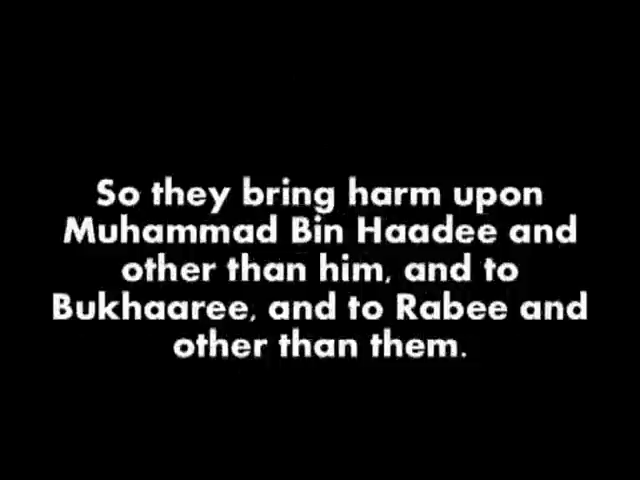 So they bring harm upon
Muhammad Bin Haadee and
other than him, and to
Bukhaaree, and to Rabee and
other than them.